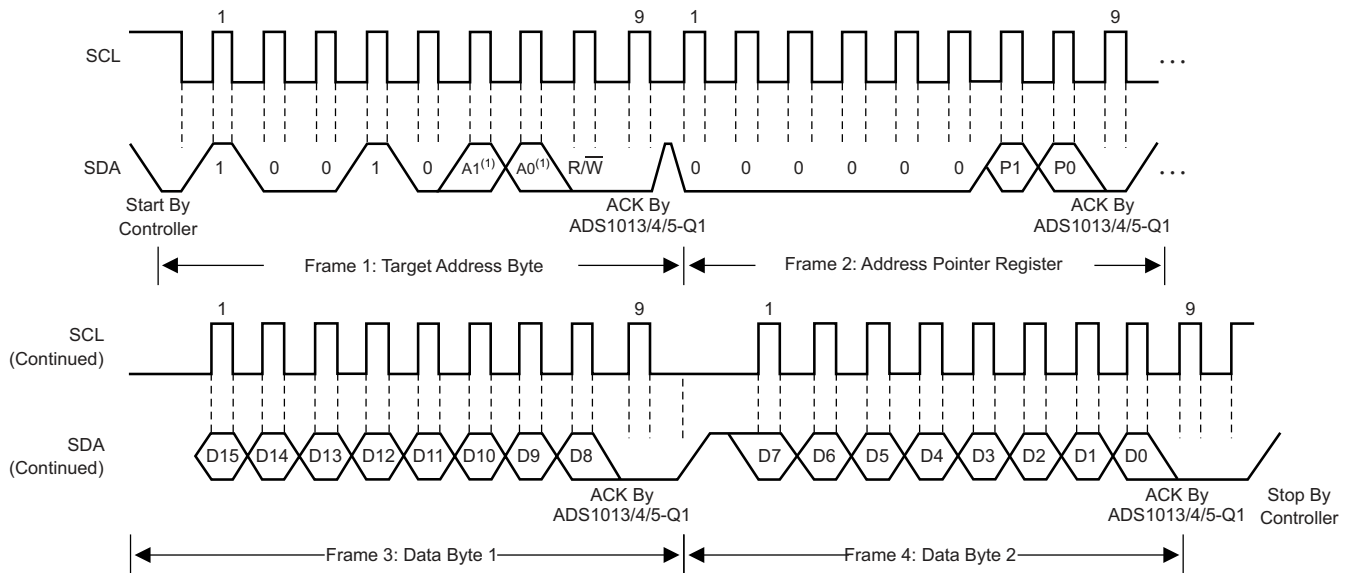 1 9 1 9
SCL ...
SDA 1 0 0 1 0 A1(1) A0(1) R/W̅ 0 0 0 0 0 0 P1 P0 ...
Start By
Controller
ACK By
ADS1013/4/5-Q1
ACK By
ADS1013/4/5-Q1
Frame 1: Target Address Byte
Frame 2: Address Pointer Register
1 9 1 9
SCL
(Continued)
SDA
(Continued)
D15 D14 D13 D12 D11 D10 D9 D8 D7 D6 D5 D4 D3 D2 D1 D0
ACK By
ADS1013/4/5-Q1
ACK By
ADS1013/4/5-Q1
Stop By
Controller
Frame 3: Data Byte 1
Frame 4: Data Byte 2